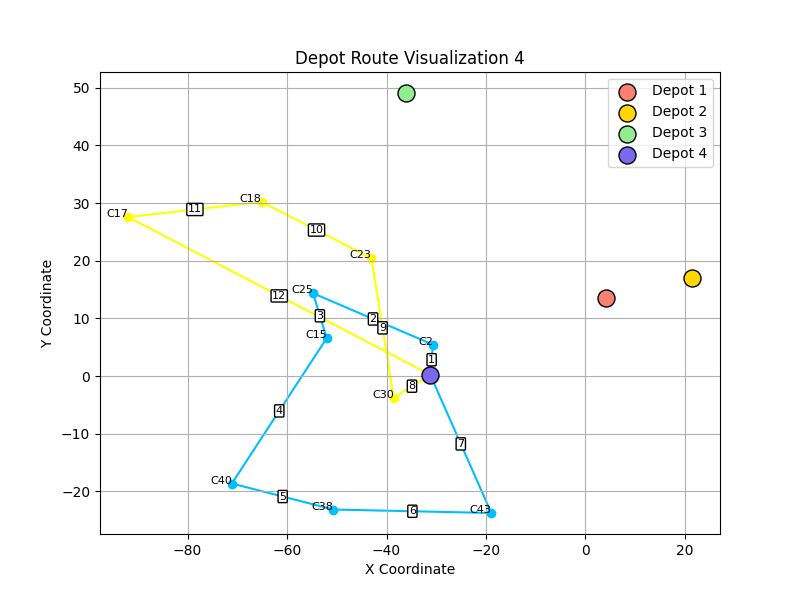 Depot Route Visualization 4
Depot 1
Depot 2
Depot 3
Depot 4
Y Coordinate
50
40
30
20
10
0
−10
−20
C17
11
C18
10
C23
12
C25
3
2
9
C15
C2
1
8
C30
4
7
C40
5
C38
6
C43
−80
−60
−40
−20
0
20
X Coordinate